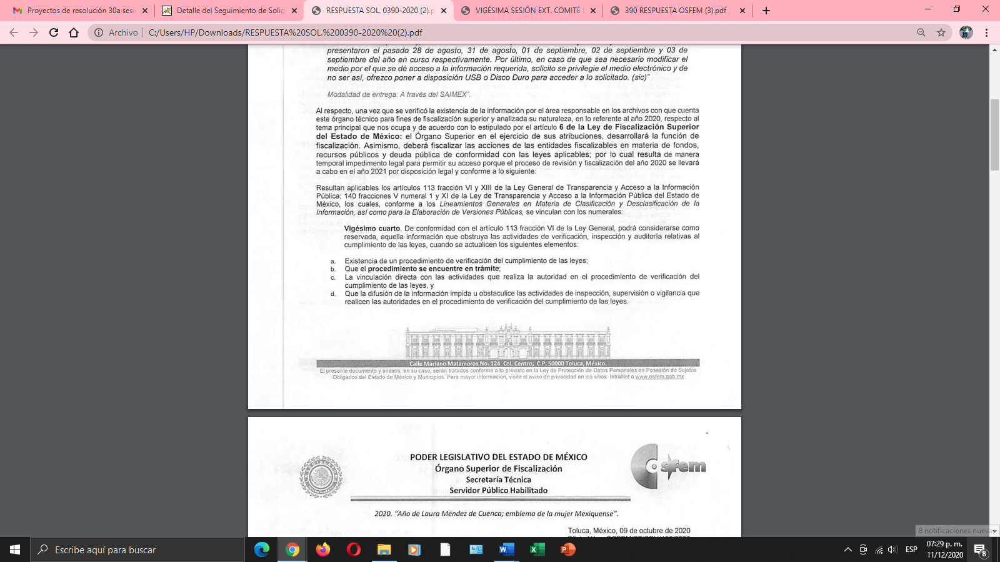 Proyectos de resolución 30a sesi
Detalle del Seguimiento de Solici
RESPUESTA SOL. 0390-2020 (2).p
VIGÉSIMA SESIÓN EXT. COMITÉ
390 RESPUESTA OSFEM (3).pdf
Archivo
C:/Users/HP/Downloads/RESPUESTA%20SOL.%200390-2020%20(2).pdf
presentaron el pasado 28 de agosto, 31 de agosto, 01 de septiembre, 02 de septiembre y 03 de
septiembre del año en curso respectivamente. Por último, en caso de que sea necesario modificar el
medio por el que se dé acceso a la información requerida, solicito se privilegie el medio electrónico y de
no ser así, ofrezco poner a disposición USB o Disco Duro para acceder a lo solicitado. (sic)"
Modalidad de entrega: A través del SAIMEX".
Al respecto, una vez que se verificó la existencia de la información por el área responsable en los archivos con que cuenta
este órgano técnico para fines de fiscalización superior y analizada su naturaleza, en lo referente al año 2020, respecto al
tema principal que nos ocupa y de acuerdo con lo estipulado por el artículo 6 de la Ley de Fiscalización Superior
del Estado de México: el Órgano Superior en el ejercicio de sus atribuciones, desarrollará la función de
fiscalización. Asimismo, deberá fiscalizar las acciones de las entidades fiscalizables en materia de fondos,
recursos públicos y deuda pública de conformidad con las leyes aplicables; por lo cual resulta de manera
temporal impedimento legal para permitir su acceso porque el proceso de revisión y fiscalización del año 2020 se llevará
a cabo en el año 2021 por disposición legal y conforme a lo siguiente:
Resultan aplicables los artículos 113 fracción VI y XIII de la Ley General de Transparencia y Acceso a la Información
Pública; 140 fracciones V numeral 1 y XI de la Ley de Transparencia y Acceso a la Información Pública del Estado de
México, los cuales, conforme a los Lineamientos Generales en Materia de Clasificación y Desclasificación de la
Información, así como para la Elaboración de Versiones Públicas, se vinculan con los numerales:
Vigésimo cuarto. De conformidad con el artículo 113 fracción VI de la Ley General, podrá considerarse como
reservada, aquella información que obstruya las actividades de verificación, inspección y auditoría relativas al
cumplimiento de las leyes, cuando se actualicen los siguientes elementos:
a. Existencia de un procedimiento de verificación del cumplimiento de las leyes;
b. Que el procedimiento se encuentre en trámite;
c. La vinculación directa con las actividades que realiza la autoridad en el procedimiento de verificación del
cumplimiento de las leyes, y
d. Que la difusión de la información impida u obstaculice las actividades de inspección, supervisión o vigilancia que
realicen las autoridades en el procedimiento de verificación del cumplimiento de las leyes.
Calle Mariano Matamoros No. 124 Col. Centro, C.P. 50000 Toluca, México.
El presente documento y anexos, en su caso, serán tratados conforme a lo previsto en la Ley de Protección de Datos Personales en Posesión de Sujetos
Obligados del Estado de México y Municipios. Para mayor información, visite el aviso de privacidad en los sitios: IntraNet o www.osfem.gob.mx
PODER LEGISLATIVO DEL ESTADO DE MÉXICO
Órgano Superior de Fiscalización
Secretaría Técnica
Servidor Público Habilitado
osfem
2020. "Año de Laura Méndez de Cuenca; emblema de la mujer Mexiquense".
Toluca, México, 09 de octubre de 2020
8 notificaciones nuevas
Escribe aquí para buscar
ESP
07:29 p. m.
11/12/2020
8